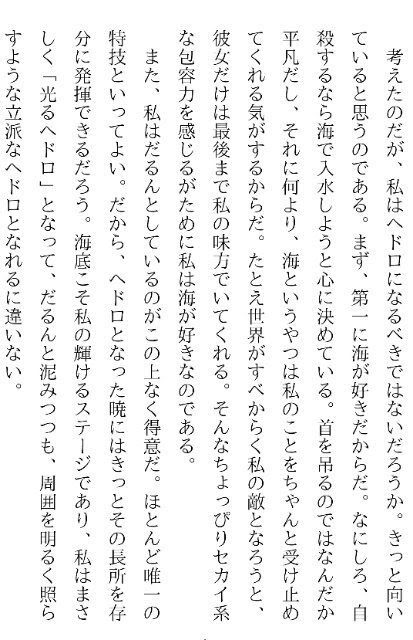 考えたのだが、私はヘドロになるべきではないだろうか。きっと向い
ていると思うのである。まず、第一に海が好きだからだ。なにしろ、自
殺するなら海で入水しようと心に決めている。首を吊るのではなんだか
平凡だし、それに何より、海というやつは私のことをちゃんと受け止め
てくれる気がするからだ。たとえ世界がすべからく私の敵となろうと、
彼女だけは最後まで私の味方でいてくれる。そんなちょっぴりセカイ系
な包容力を感じるがために私は海が好きなのである。
また、私はだるんとしているのがこの上なく得意だ。ほとんど唯一の
特技といってよい。だから、ヘドロとなった暁にはきっとその長所を存
分に発揮できるだろう。海底こそ私の輝けるステージであり、私はまさ
しく「光るヘドロ」となって、だるんと泥みつつも、周囲を明るく照ら
すような立派なヘドロとなれるに違いない。